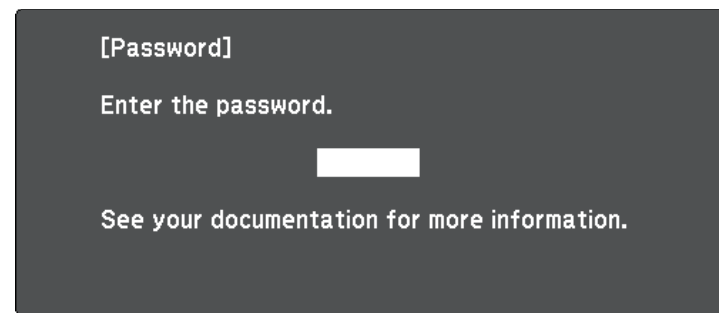 [Password]
Enter the password.
See your documentation for more information.